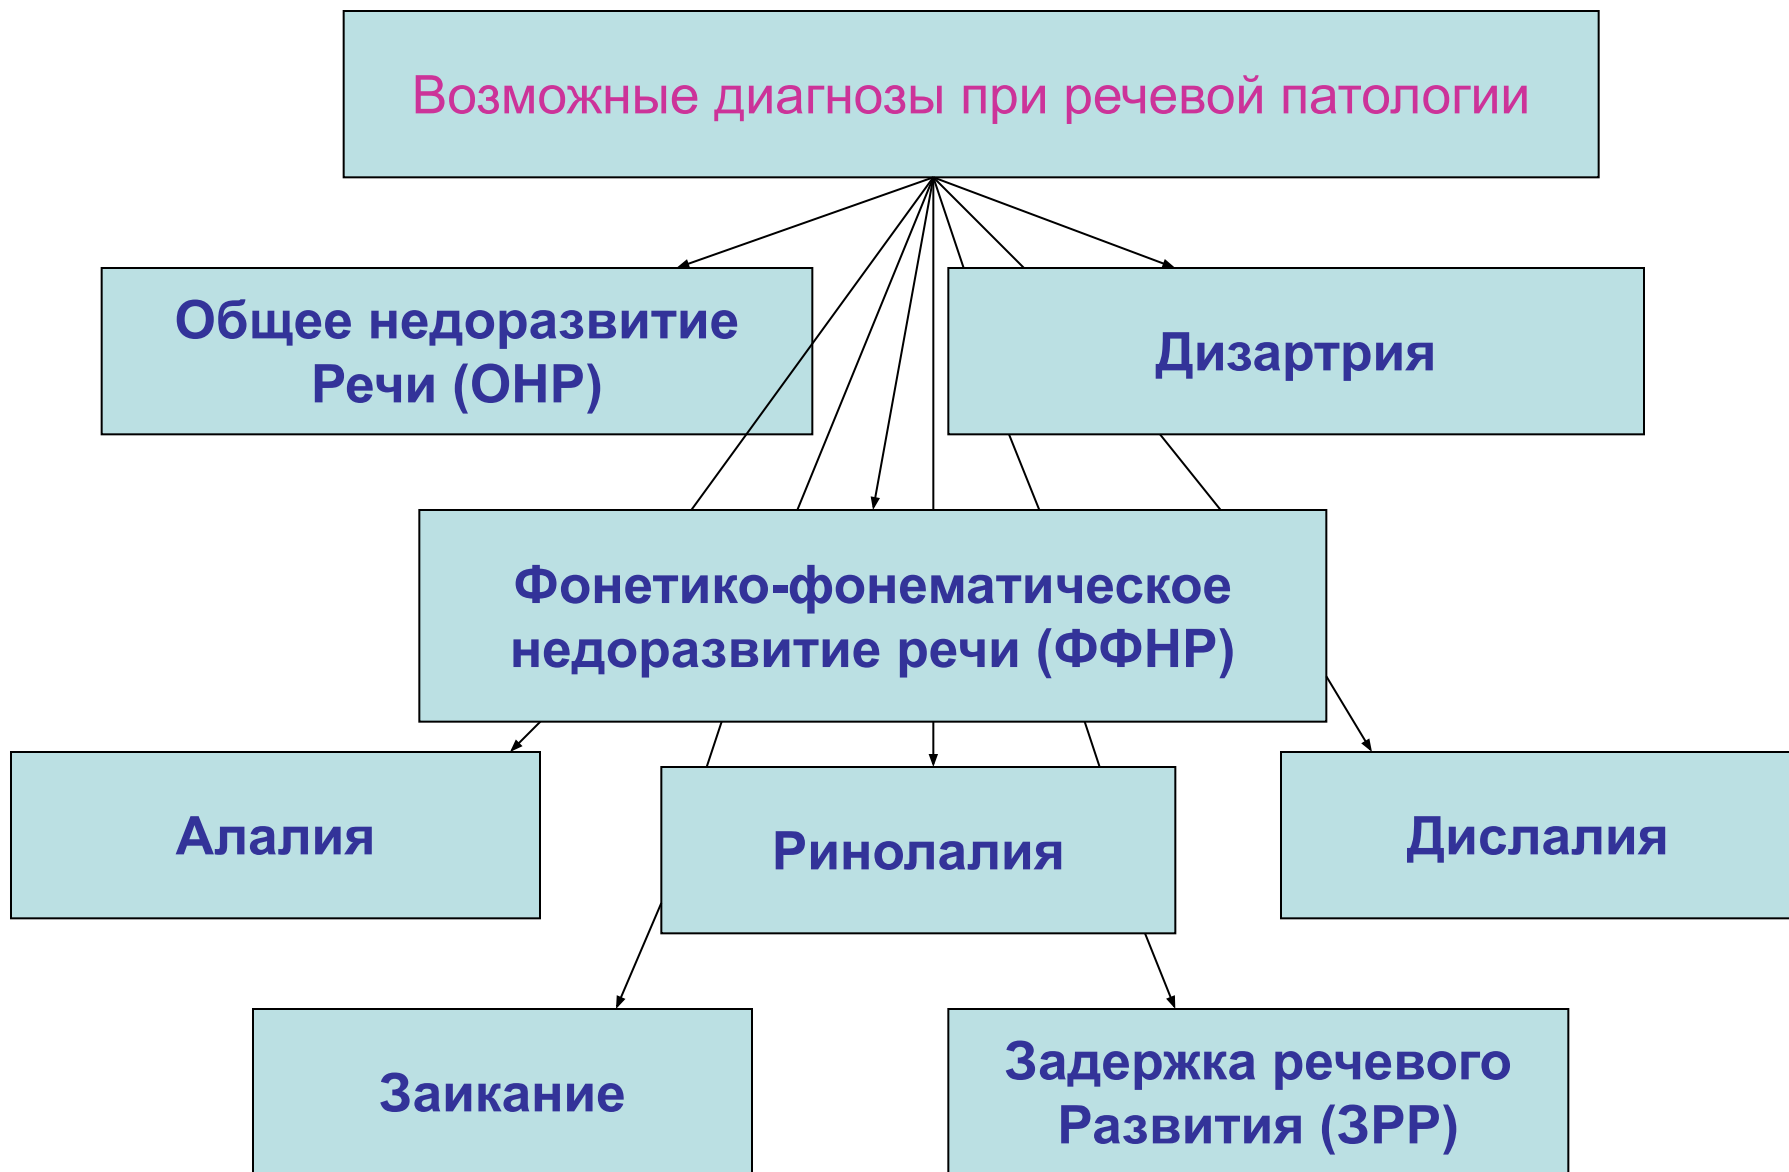 Возможные диагнозы при речевой патологии
Общее недоразвитие
Речи (ОНР)
Дизартрия
Фонетико-фонематическое
недоразвитие речи (ФФНР)
Алалия
Ринолалия
Дислалия
Заикание
Задержка речевого
Развития (ЗРР)